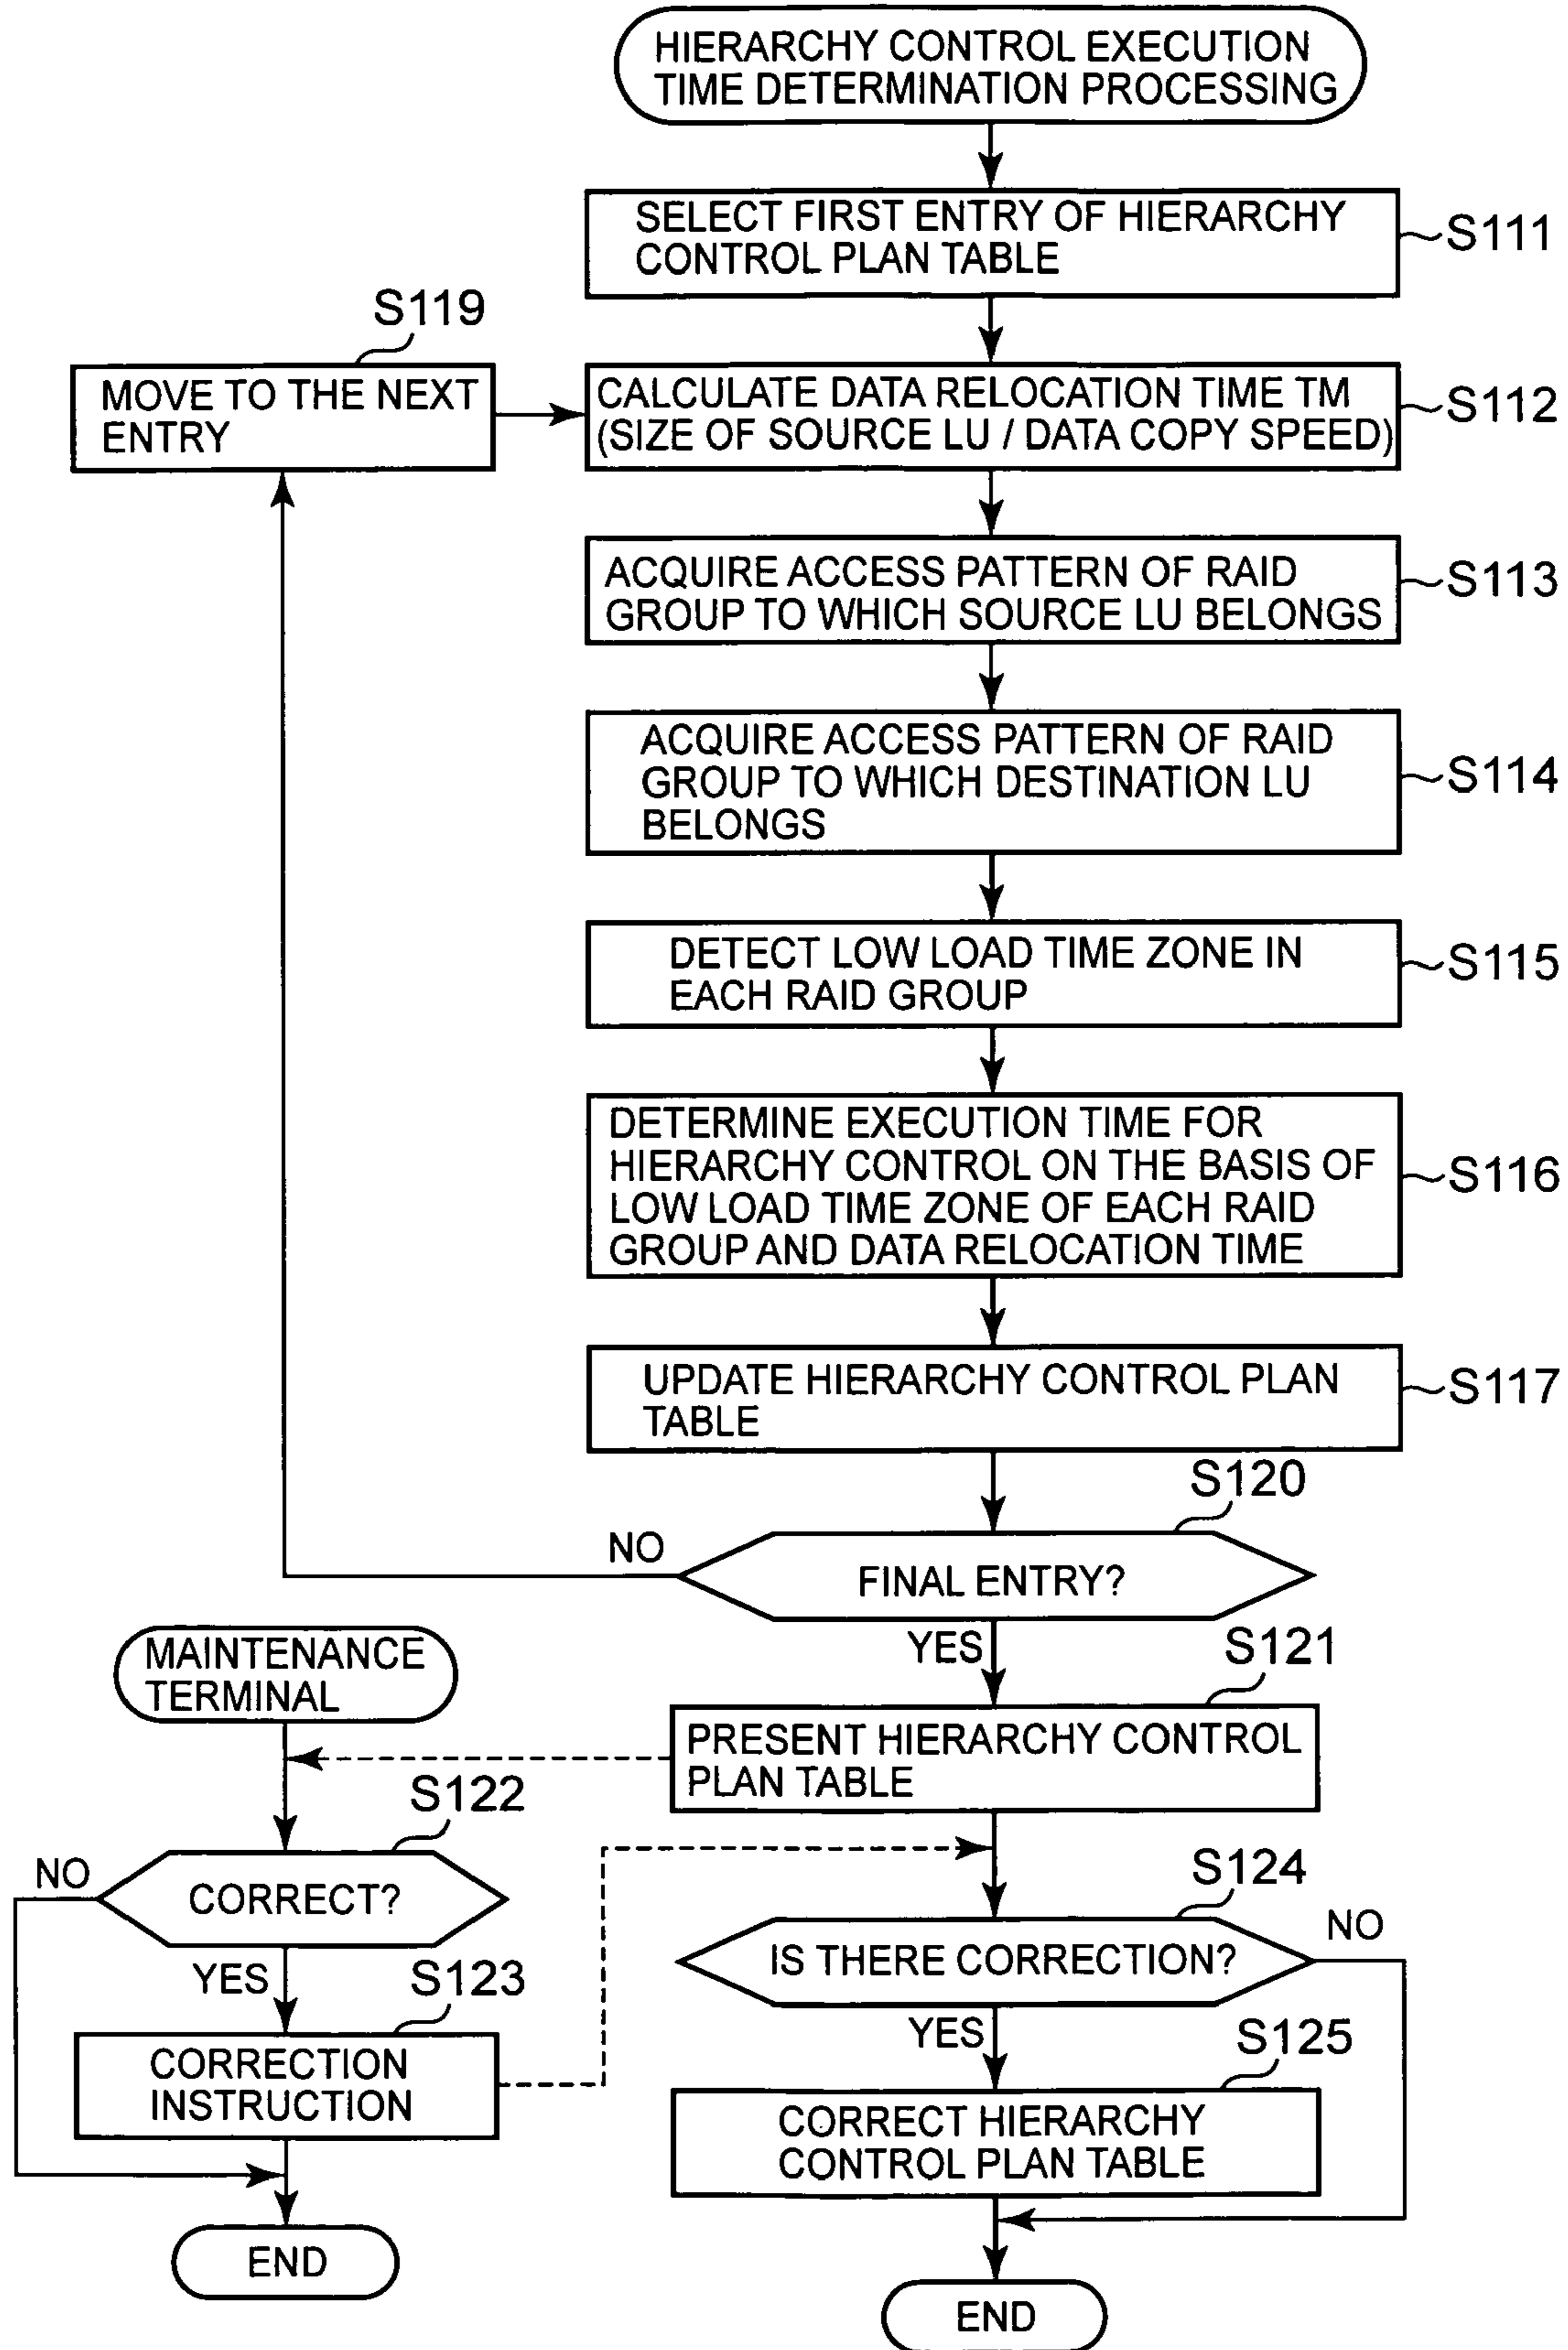 HIERARCHY CONTROL EXECUTION
TIME DETERMINATION PROCESSING
SELECT FIRST ENTRY OF HIERARCHY
CONTROL PLAN TABLE
S111
S119
MOVE TO THE NEXT
ENTRY
CALCULATE DATA RELOCATION TIME TM
(SIZE OF SOURCE LU / DATA COPY SPEED)
S112
ACQUIRE ACCESS PATTERN OF RAID
GROUP TO WHICH SOURCE LU BELONGS
S113
ACQUIRE ACCESS PATTERN OF RAID
GROUP TO WHICH DESTINATION LU
BELONGS
S114
DETECT LOW LOAD TIME ZONE IN
EACH RAID GROUP
S115
DETERMINE EXECUTION TIME FOR
HIERARCHY CONTROL ON THE BASIS OF
LOW LOAD TIME ZONE OF EACH RAID
GROUP AND DATA RELOCATION TIME
S116
UPDATE HIERARCHY CONTROL PLAN
TABLE
S117
S120
NO
FINAL ENTRY?
YES
MAINTENANCE
TERMINAL
S121
PRESENT HIERARCHY CONTROL
PLAN TABLE
S122
NO
CORRECT?
YES
S123
CORRECTION
INSTRUCTION
END
S124
NO
IS THERE CORRECTION?
YES
S125
CORRECT HIERARCHY
CONTROL PLAN TABLE
END